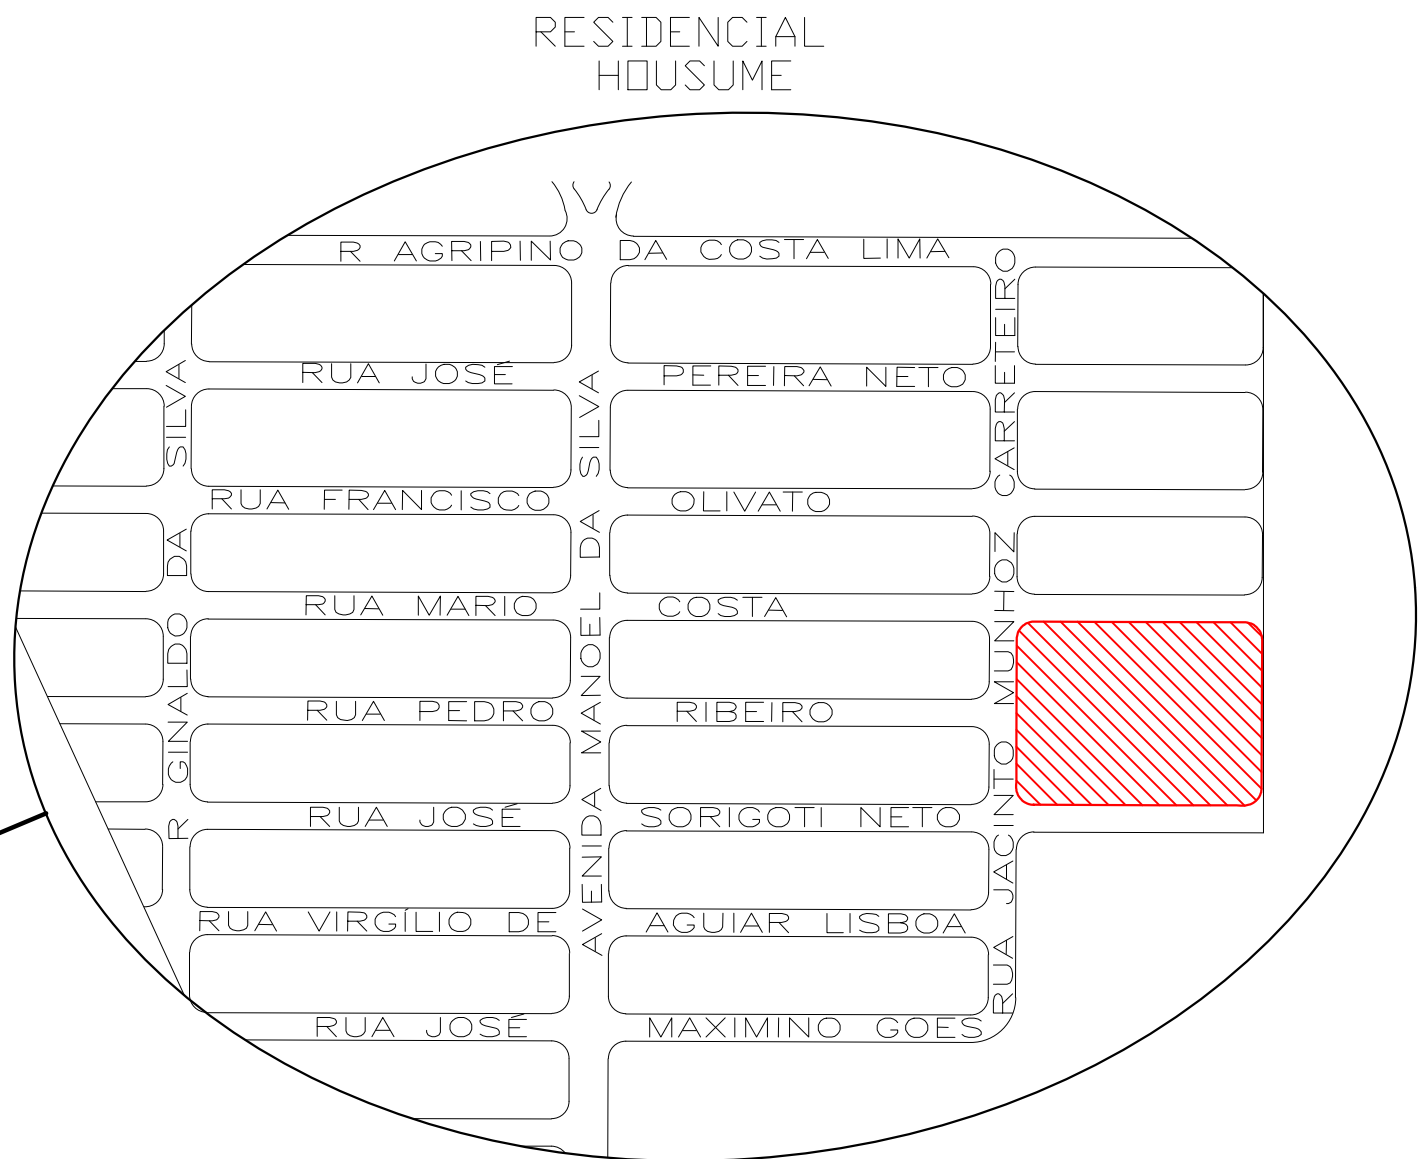 RESIDENCIAL
HOUSUME
R AGRIPINO DA COSTA LIMA
RUA JOSÉ PEREIRA NETO
RUA FRANCISCO OLIVATO
RUA MARIO COSTA
RUA PEDRO RIBEIRO
RUA JOSÉ SORIGOTI NETO
RUA VIRGÍLIO DE AGUIAR LISBOA
RUA JOSÉ MAXIMINO GOES
R GINALDO DA SILVA
AVENIDA MANOEL DA SILVA
RUA JACINTO MUNHOZ CARRETEIRO